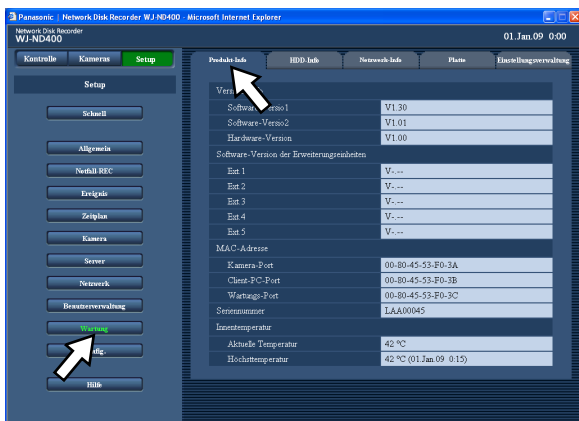 Panasonic | Network Disk Recorder WJ-ND400 - Microsoft Internet Explorer
Network Disk Recorder
WJ-ND400
01.Jan.09 0:00
Kontrolle Kameras Setup
Produkt-Info HDD-Info Netzwerk-Info Platte Einstellungsverwaltung
Setup
Schnell
Allgemein
Notfall-REC
Ereignis
Zeitplan
Kamera
Server
Netzwerk
Benutzerverwaltung
Wartung
Hilfe
Software-Versio1 V1.30
Software-Versio2 V1.01
Hardware-Version V1.00
Software-Version der Erweiterungseinheiten
Ext.1 V-.--
Ext.2 V-.--
Ext.3 V-.--
Ext.4 V-.--
Ext.5 V-.--
MAC-Adresse
Kamera-Port 00-80-45-53-F0-3A
Client-PC-Port 00-80-45-53-F0-3B
Wartungs-Port 00-80-45-53-F0-3C
Seriennummer LAA00045
Innentemperatur
Aktuelle Temperatur 42 ºC
Höchsttemperatur 42 ºC (01.Jan.09 0:15)